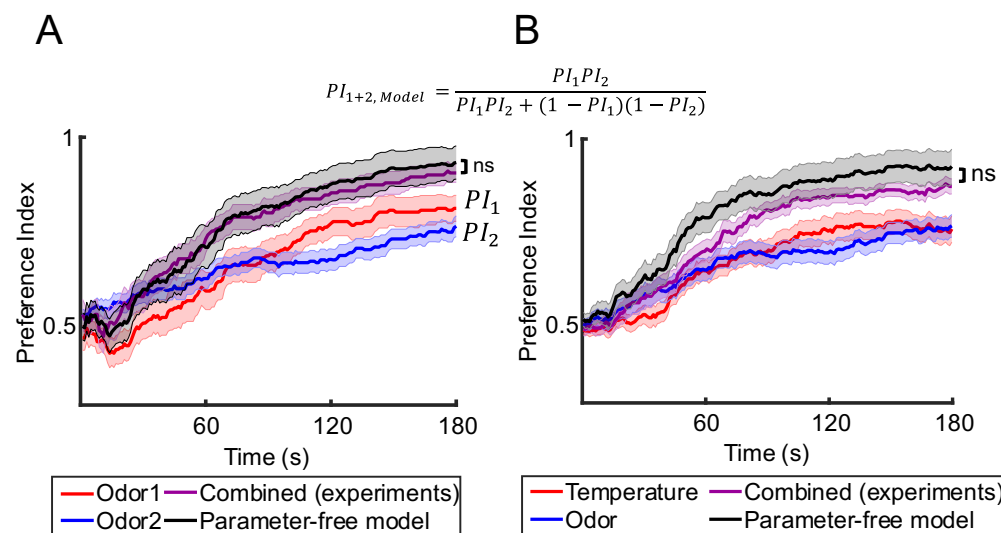 A
B
PI₁₊₂, Model = PI₁PI₂ / (PI₁PI₂ + (1 − PI₁)(1 − PI₂))
1
0.5
Preference Index
ns
PI₁
PI₂
60
120
180
Time (s)
Odor1
Combined (experiments)
Odor2
Parameter-free model
1
0.5
Preference Index
ns
60
120
180
Time (s)
Temperature
Combined (experiments)
Odor
Parameter-free model